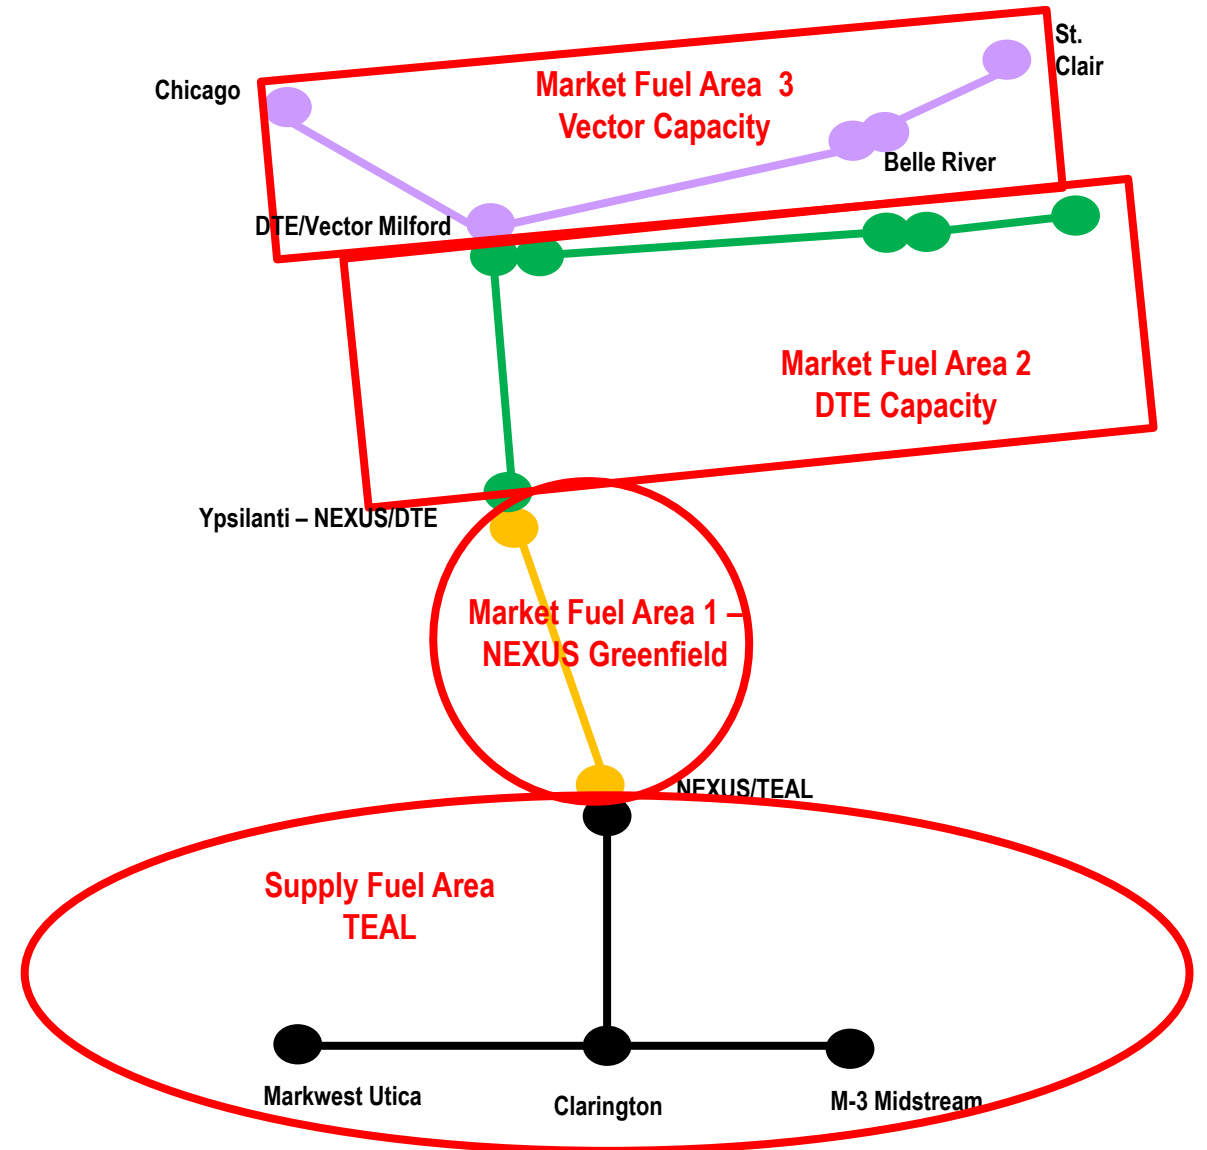 St.
Clair
Chicago
Market Fuel Area 3
Vector Capacity
Belle River
DTE/Vector Milford
Market Fuel Area 2
DTE Capacity
Ypsilanti – NEXUS/DTE
Market Fuel Area 1 –
NEXUS Greenfield
NEXUS/TEAL
Supply Fuel Area
TEAL
Markwest Utica
Clarington
M-3 Midstream